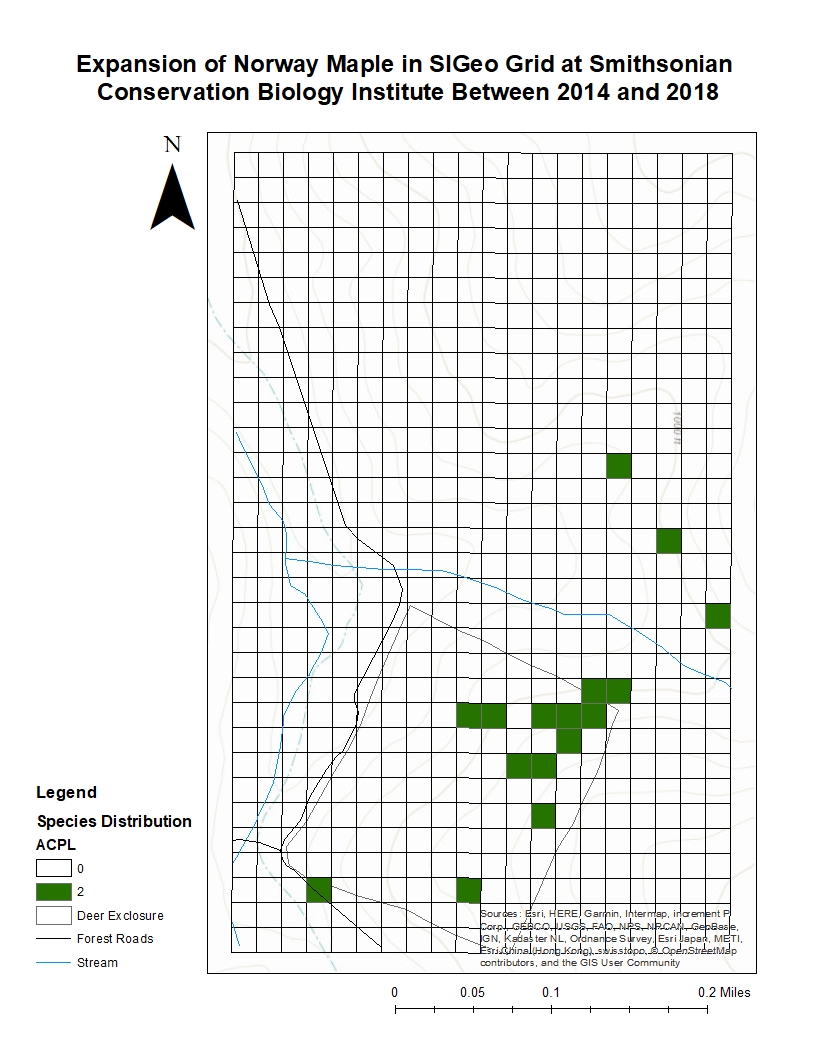 Expansion of Norway Maple in SIGeo Grid at Smithsonian
Conservation Biology Institute Between 2014 and 2018
N
1000 ft
Legend
Species Distribution
ACPL
0
2
Deer Exclosure
Forest Roads
Stream
Sources: Esri, HERE, Garmin, Intermap, increment P
Corp., GEBCO, USGS, FAO, NPS, NRCAN, GeoBase,
IGN, Kadaster NL, Ordnance Survey, Esri Japan, METI,
Esri China (Hong Kong), swisstopo, © OpenStreetMap
contributors, and the GIS User Community
0 0.05 0.1 0.2 Miles